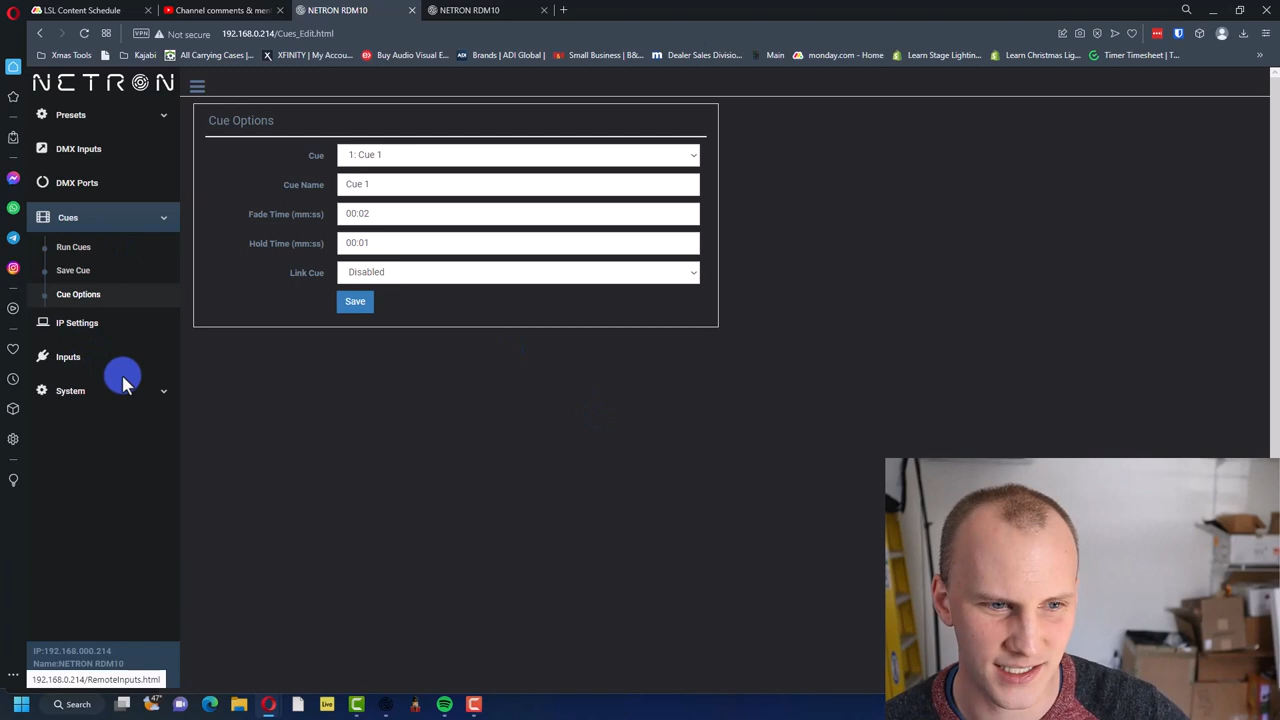 LSL Content Schedule
Channel comments & men
NETRON RDM10
NETRON RDM10
VPN
Not secure
192.168.0.214/Cues_Edit.html
Xmas Tools
Kajabi
All Carrying Cases | ...
XFINITY | My Accou...
Buy Audio Visual E...
Brands | ADI Global | ...
Small Business | B&...
Dealer Sales Divisio...
Main
monday.com - Home
Learn Stage Lightin...
Learn Christmas Lig...
Timer Timesheet | T...
NETRON
Presets
DMX Inputs
DMX Ports
Cues
Run Cues
Save Cue
Cue Options
IP Settings
Inputs
System
IP:192.168.000.214
Name:NETRON RDM10
192.168.0.214/RemoteInputs.html
Cue Options
Cue 1: Cue 1
Cue Name Cue 1
Fade Time (mm:ss) 00:02
Hold Time (mm:ss) 00:01
Link Cue Disabled
Save
Search
47°
Live